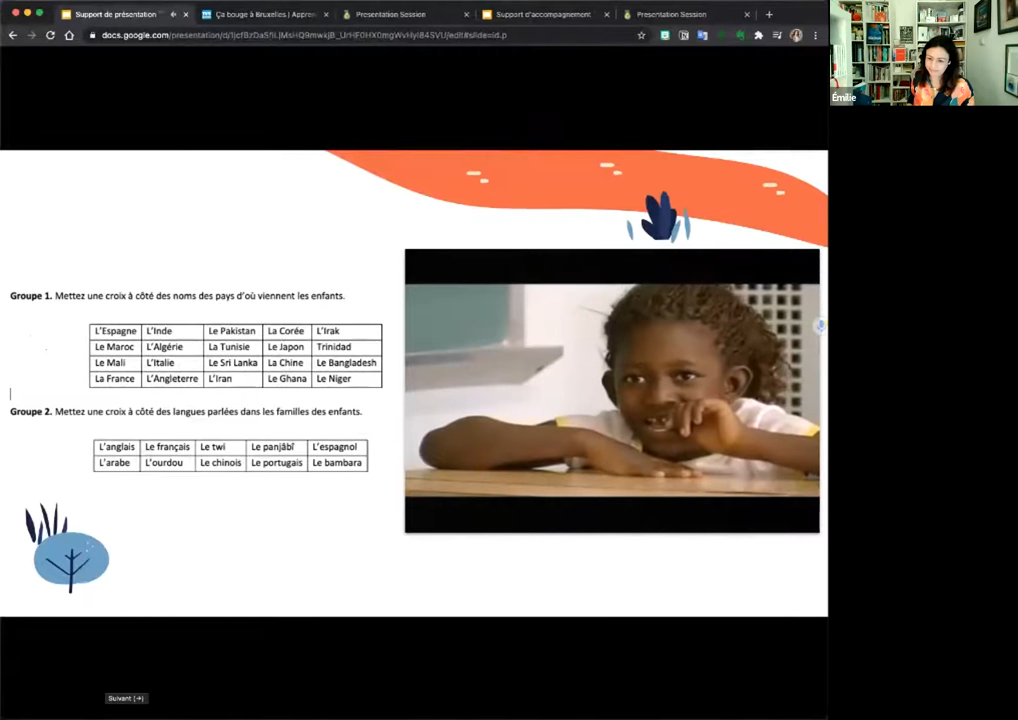 Support de présentation
Ça bouge à Bruxelles | Appren
Presentation Session
Support d'accompagnement
Presentation Session
Émilie
Groupe 1. Mettez une croix à côté des noms des pays d'où viennent les enfants.
L'Espagne L'Inde Le Pakistan La Corée L'Irak
Le Maroc L'Algérie La Tunisie Le Japon Trinidad
Le Mali L'Italie Le Sri Lanka La Chine Le Bangladesh
La France L'Angleterre L'Iran Le Ghana Le Niger
Groupe 2. Mettez une croix à côté des langues parlées dans les familles des enfants.
L'anglais Le français Le twi Le panjâbî L'espagnol
L'arabe L'ourdou Le chinois Le portugais Le bambara
Suivant (→)